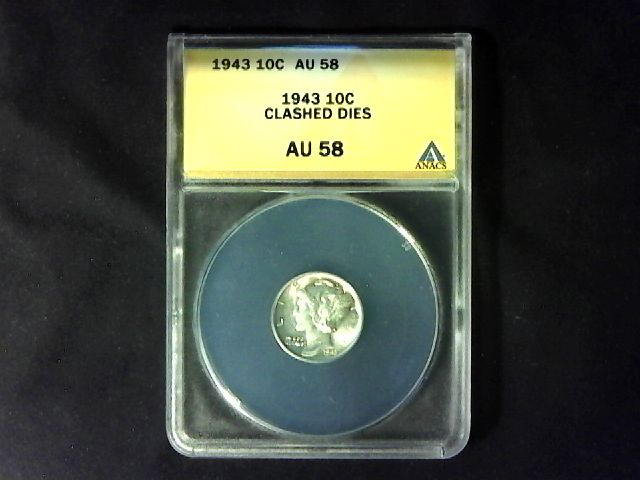 1943 10C AU 58
1943 10C
CLASHED DIES
AU 58
ANACS